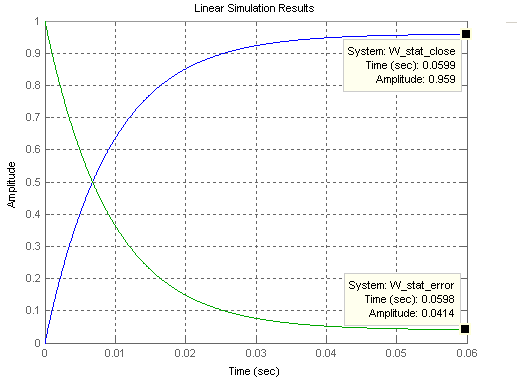 Linear Simulation Results
1
System: W_stat_close
Time (sec): 0.0599
Amplitude: 0.959
0.9
0.8
0.7
0.6
Amplitude
0.5
0.4
0.3
0.2
System: W_stat_error
Time (sec): 0.0598
Amplitude: 0.0414
0.1
0
0 0.01 0.02 0.03 0.04 0.05 0.06
Time (sec)